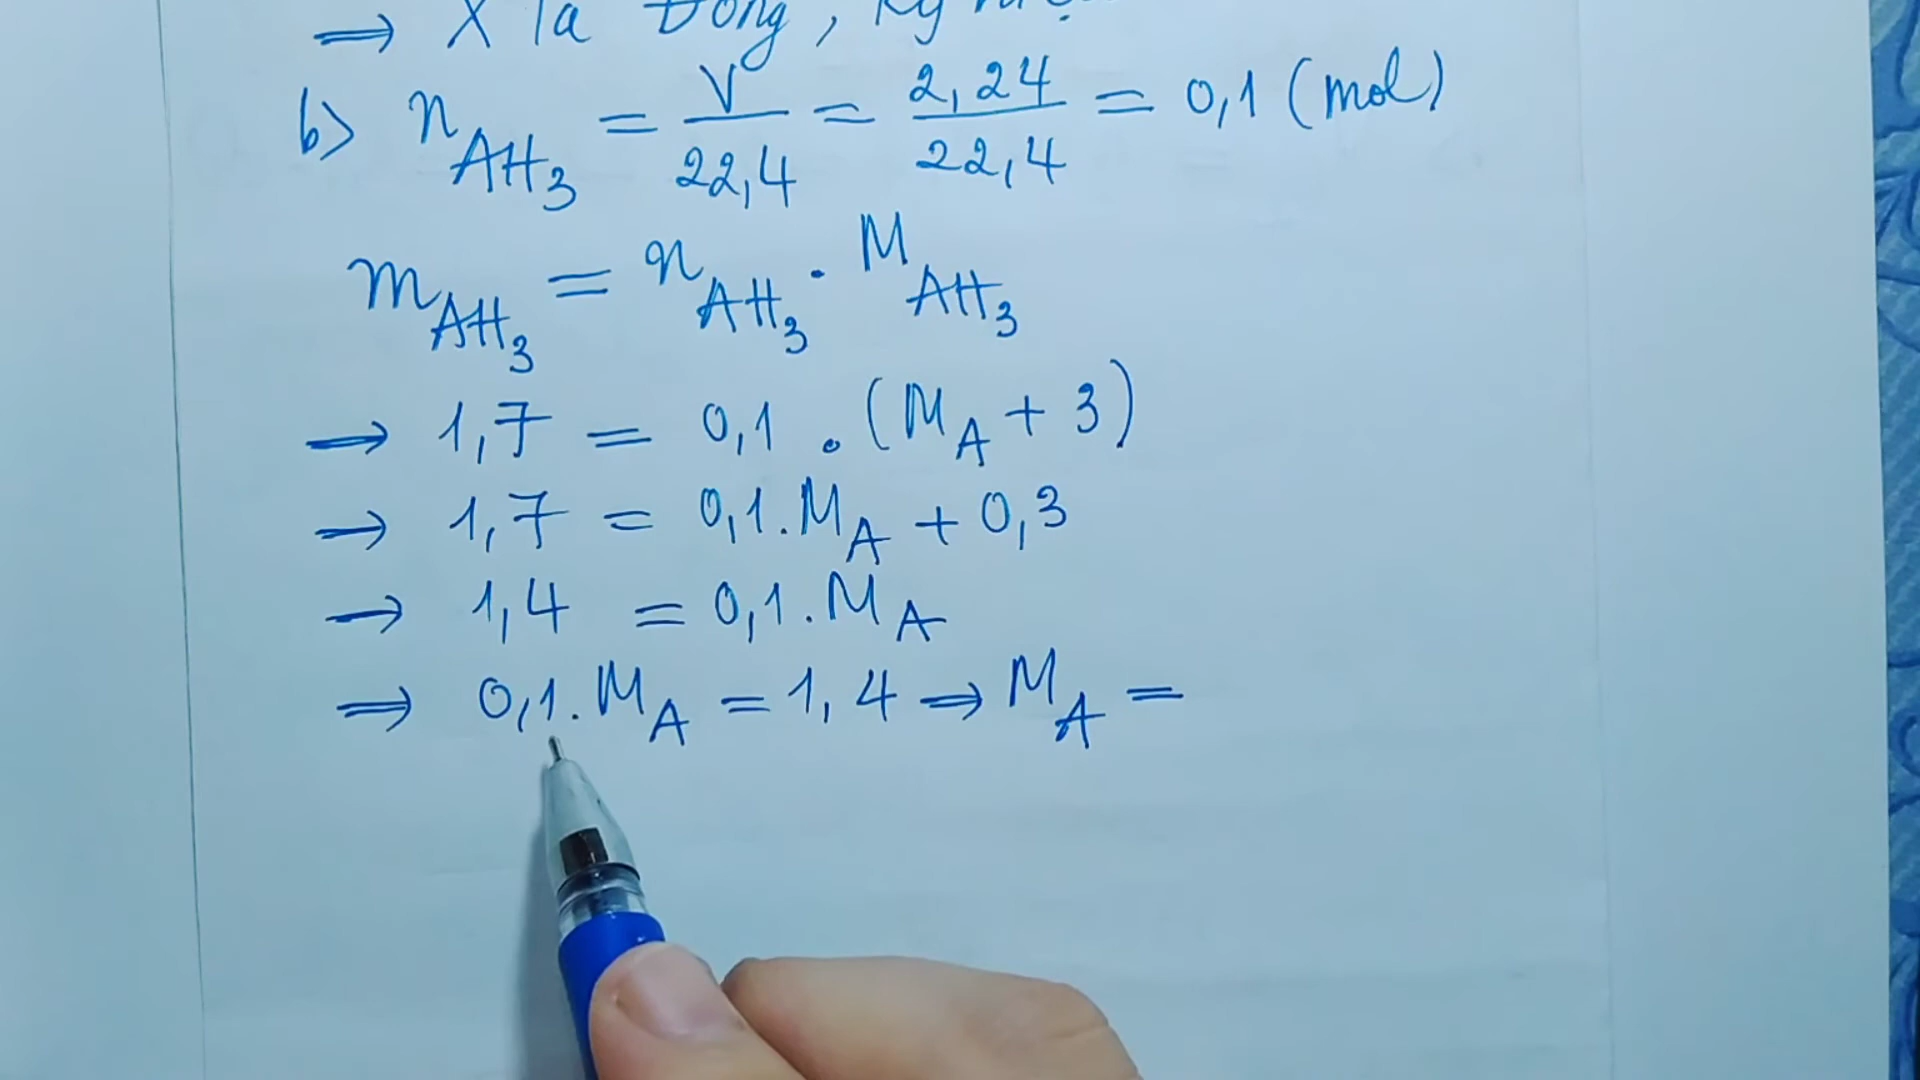 ⇒ X là Đồng,
b) n_AH₃ = V/22,4 = 2,24/22,4 = 0,1 (mol)
m_AH₃ = n_AH₃ . M_AH₃
→ 1,7 = 0,1 . (M_A + 3)
→ 1,7 = 0,1 . M_A + 0,3
→ 1,4 = 0,1 . M_A
⇒ 0,1 . M_A = 1,4 ⇒ M_A =